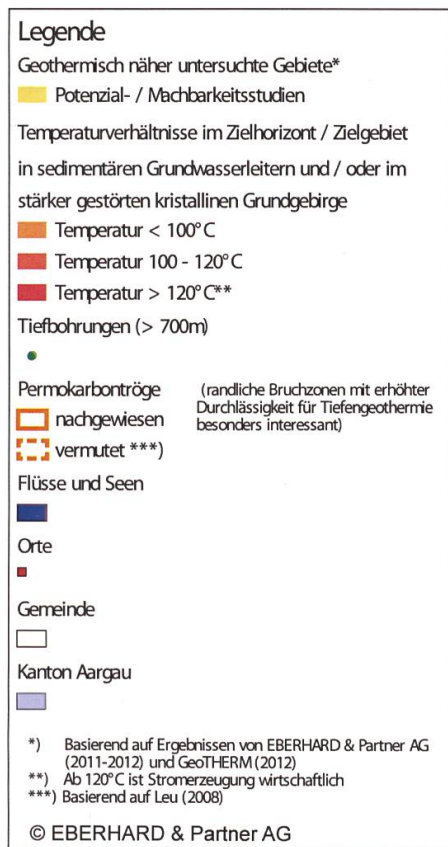 Legende
Geothermisch näher untersuchte Gebiete*
Potenzial- / Machbarkeitsstudien
Temperaturverhältnisse im Zielhorizont / Zielgebiet
in sedimentären Grundwasserleitern und / oder im
stärker gestörten kristallinen Grundgebirge
Temperatur < 100°C
Temperatur 100 - 120°C
Temperatur > 120°C**
Tiefbohrungen (> 700m)
Permokarbontröge
(randliche Bruchzonen mit erhöhter
Durchlässigkeit für Tiefengeothermie
besonders interessant)
nachgewiesen
vermutet ***)
Flüsse und Seen
Orte
Gemeinde
Kanton Aargau
*) Basierend auf Ergebnissen von EBERHARD & Partner AG
(2011-2012) und GeoTHERM (2012)
**) Ab 120°C ist Stromerzeugung wirtschaftlich
***) Basierend auf Leu (2008)
© EBERHARD & Partner AG